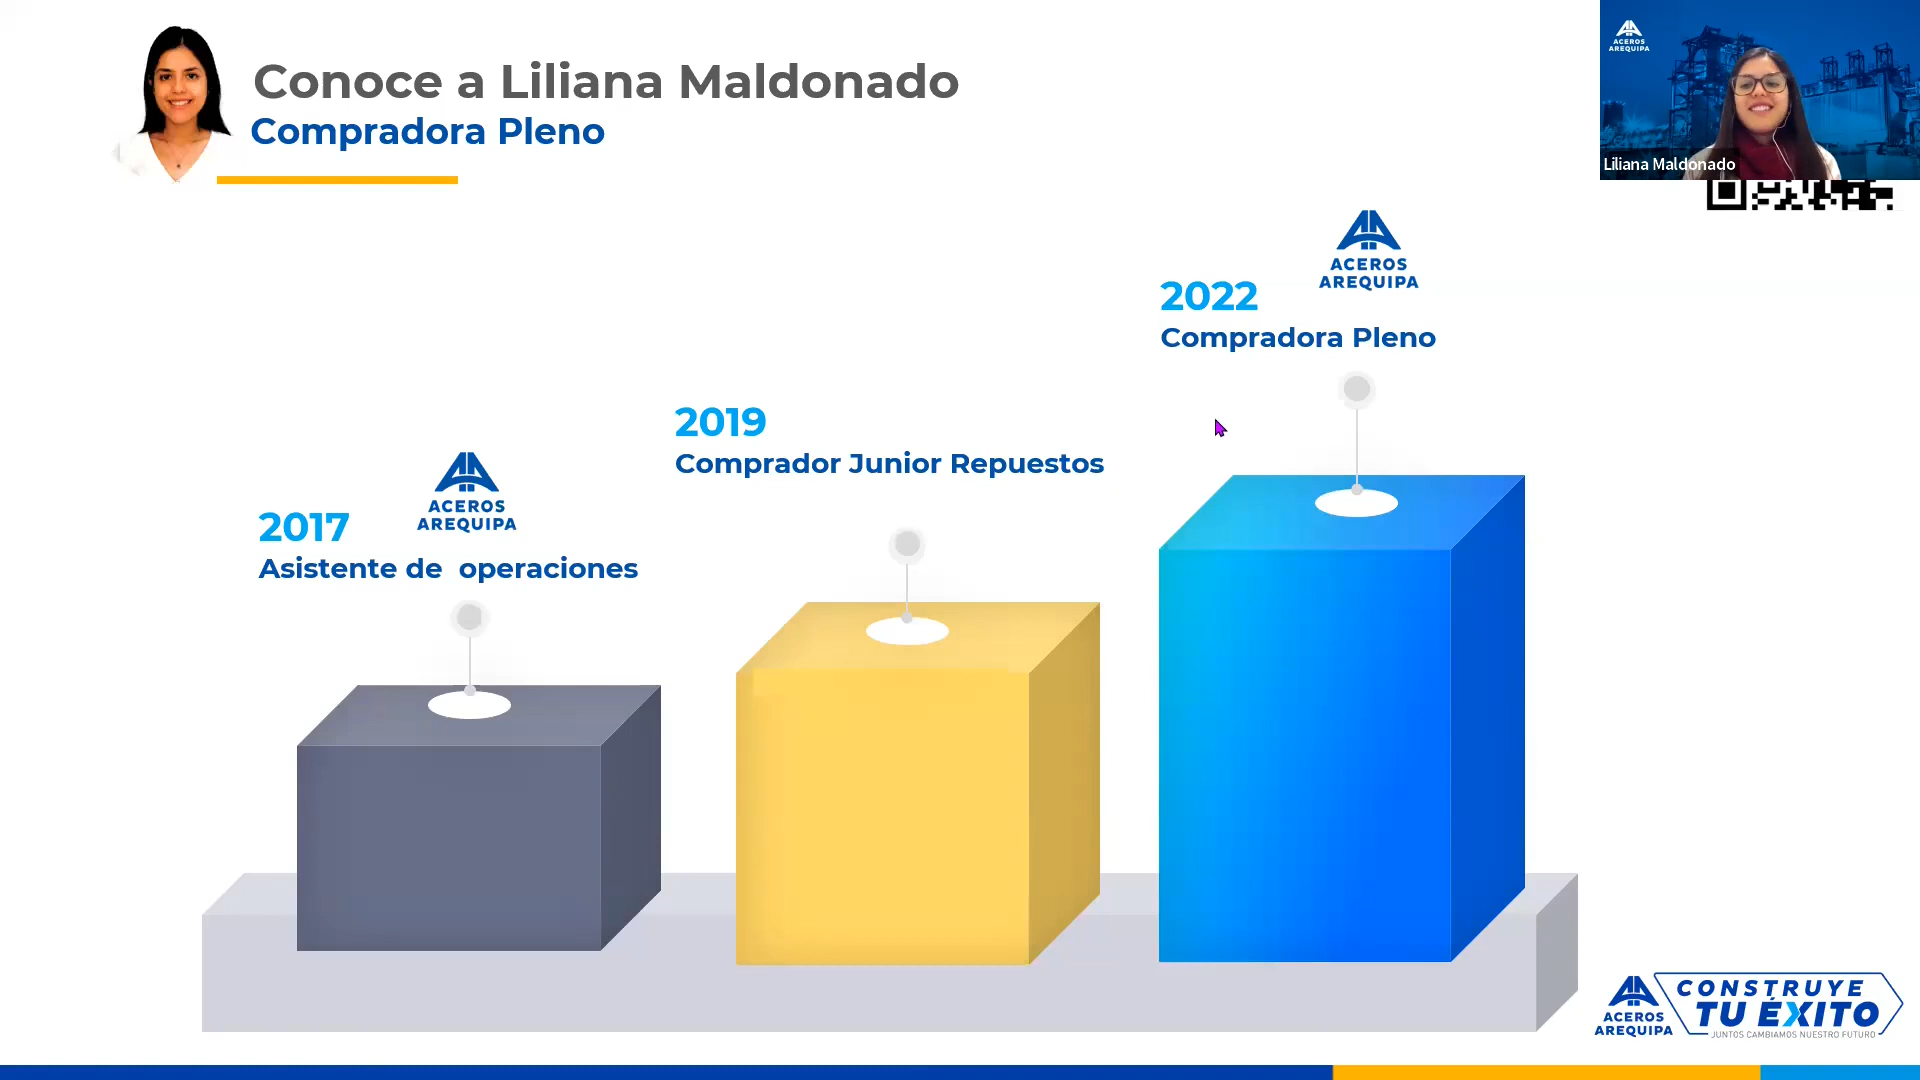 Conoce a Liliana Maldonado
Compradora Pleno
ACEROS
AREQUIPA
Liliana Maldonado
ACEROS
AREQUIPA
2022
Compradora Pleno
2019
Comprador Junior Repuestos
ACEROS
AREQUIPA
2017
Asistente de  operaciones
ACEROS
AREQUIPA
CONSTRUYE
TU ÉXITO
JUNTOS CAMBIAMOS NUESTRO FUTURO